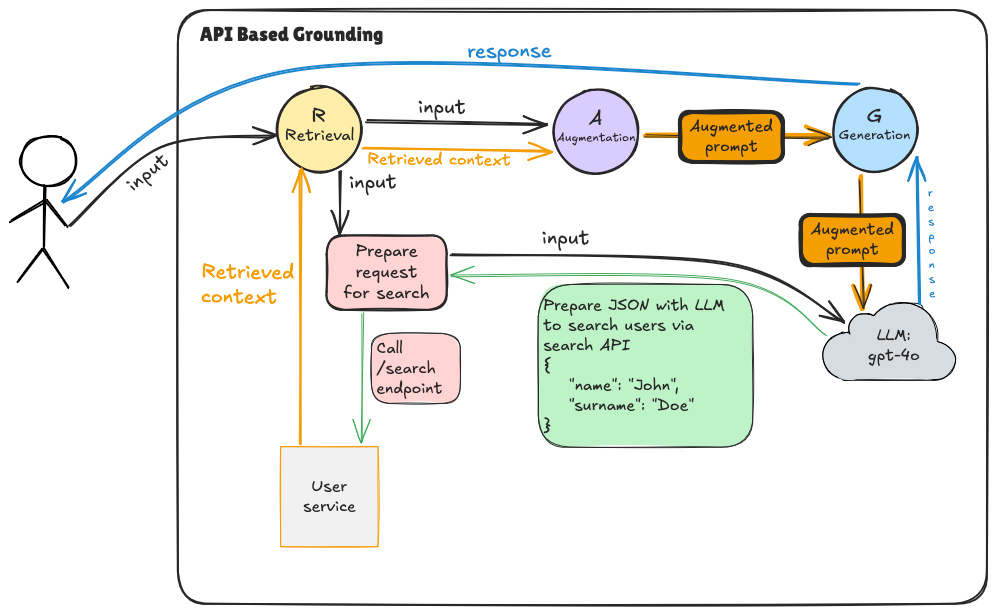 API Based Grounding
response
input
R
Retrieval
input
Retrieved context
A
Augmentation
Augmented
prompt
G
Generation
input
Prepare
request
for search
input
Augmented
prompt
response
Retrieved
context
Call
/search
endpoint
Prepare JSON with LLM
to search users via
search API
{
"name": "John",
"surname": "Doe"
}
LLM:
gpt-4o
User
service